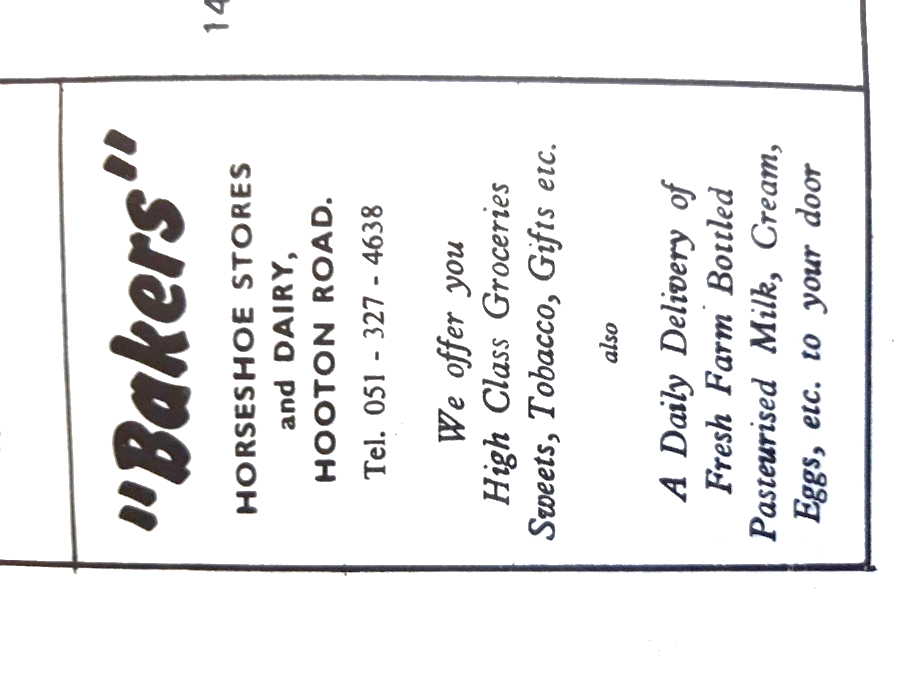 14
"Bakers"
HORSESHOE STORES
and DAIRY,
HOOTON ROAD.
Tel. 051 - 327 - 4638
We offer you
High Class Groceries
Sweets, Tobacco, Gifts etc.
also
A Daily Delivery of
Fresh Farm Bottled
Pasteurised Milk, Cream,
Eggs, etc. to your door